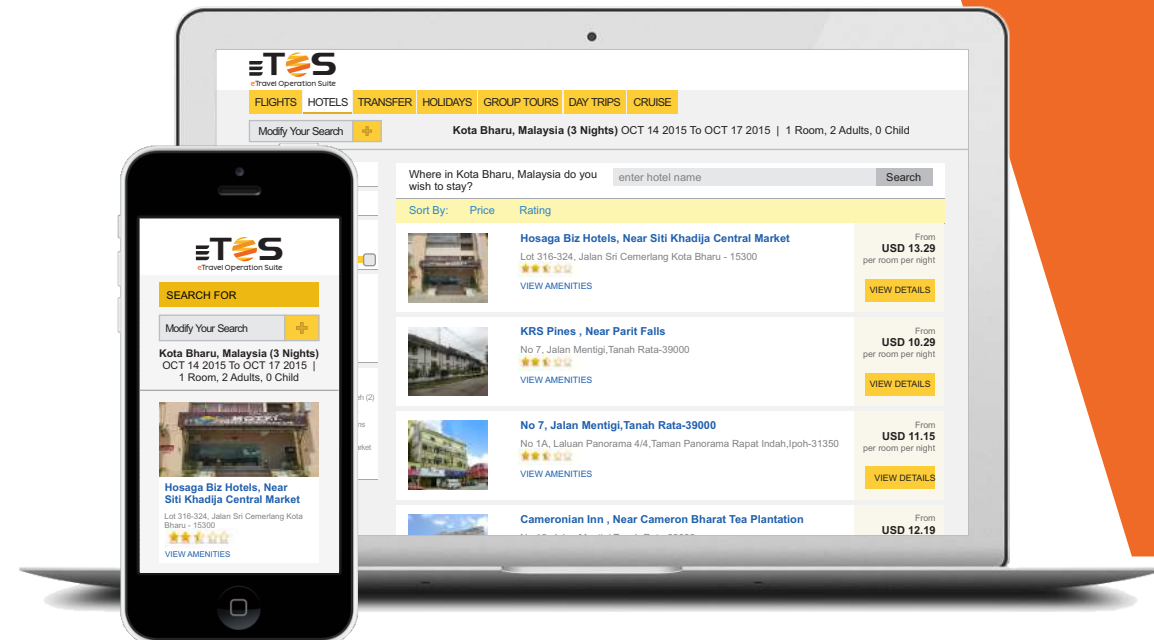 eTOS
eTravel Operation Suite
FLIGHTS HOTELS TRANSFER HOLIDAYS GROUP TOURS DAY TRIPS CRUISE
Modify Your Search
Kota Bharu, Malaysia (3 Nights) OCT 14 2015 To OCT 17 2015 | 1 Room, 2 Adults, 0 Child
Where in Kota Bharu, Malaysia do you
wish to stay?
enter hotel name
Search
Sort By: Price Rating
Hosaga Biz Hotels, Near Siti Khadija Central Market
Lot 316-324, Jalan Sri Cemerlang Kota Bharu - 15300
VIEW AMENITIES
From
USD 13.29
per room per night
VIEW DETAILS
KRS Pines , Near Parit Falls
No 7, Jalan Mentigi,Tanah Rata-39000
VIEW AMENITIES
From
USD 10.29
per room per night
VIEW DETAILS
No 7, Jalan Mentigi,Tanah Rata-39000
No 1A, Laluan Panorama 4/4,Taman Panorama Rapat Indah,Ipoh-31350
VIEW AMENITIES
From
USD 11.15
per room per night
VIEW DETAILS
Cameronian Inn , Near Cameron Bharat Tea Plantation
From
USD 12.19
eTOS
eTravel Operation Suite
SEARCH FOR
Modify Your Search
Kota Bharu, Malaysia (3 Nights)
OCT 14 2015 To OCT 17 2015 |
1 Room, 2 Adults, 0 Child
Hosaga Biz Hotels, Near
Siti Khadija Central Market
Lot 316-324, Jalan Sri Cemerlang Kota
Bharu - 15300
VIEW AMENITIES